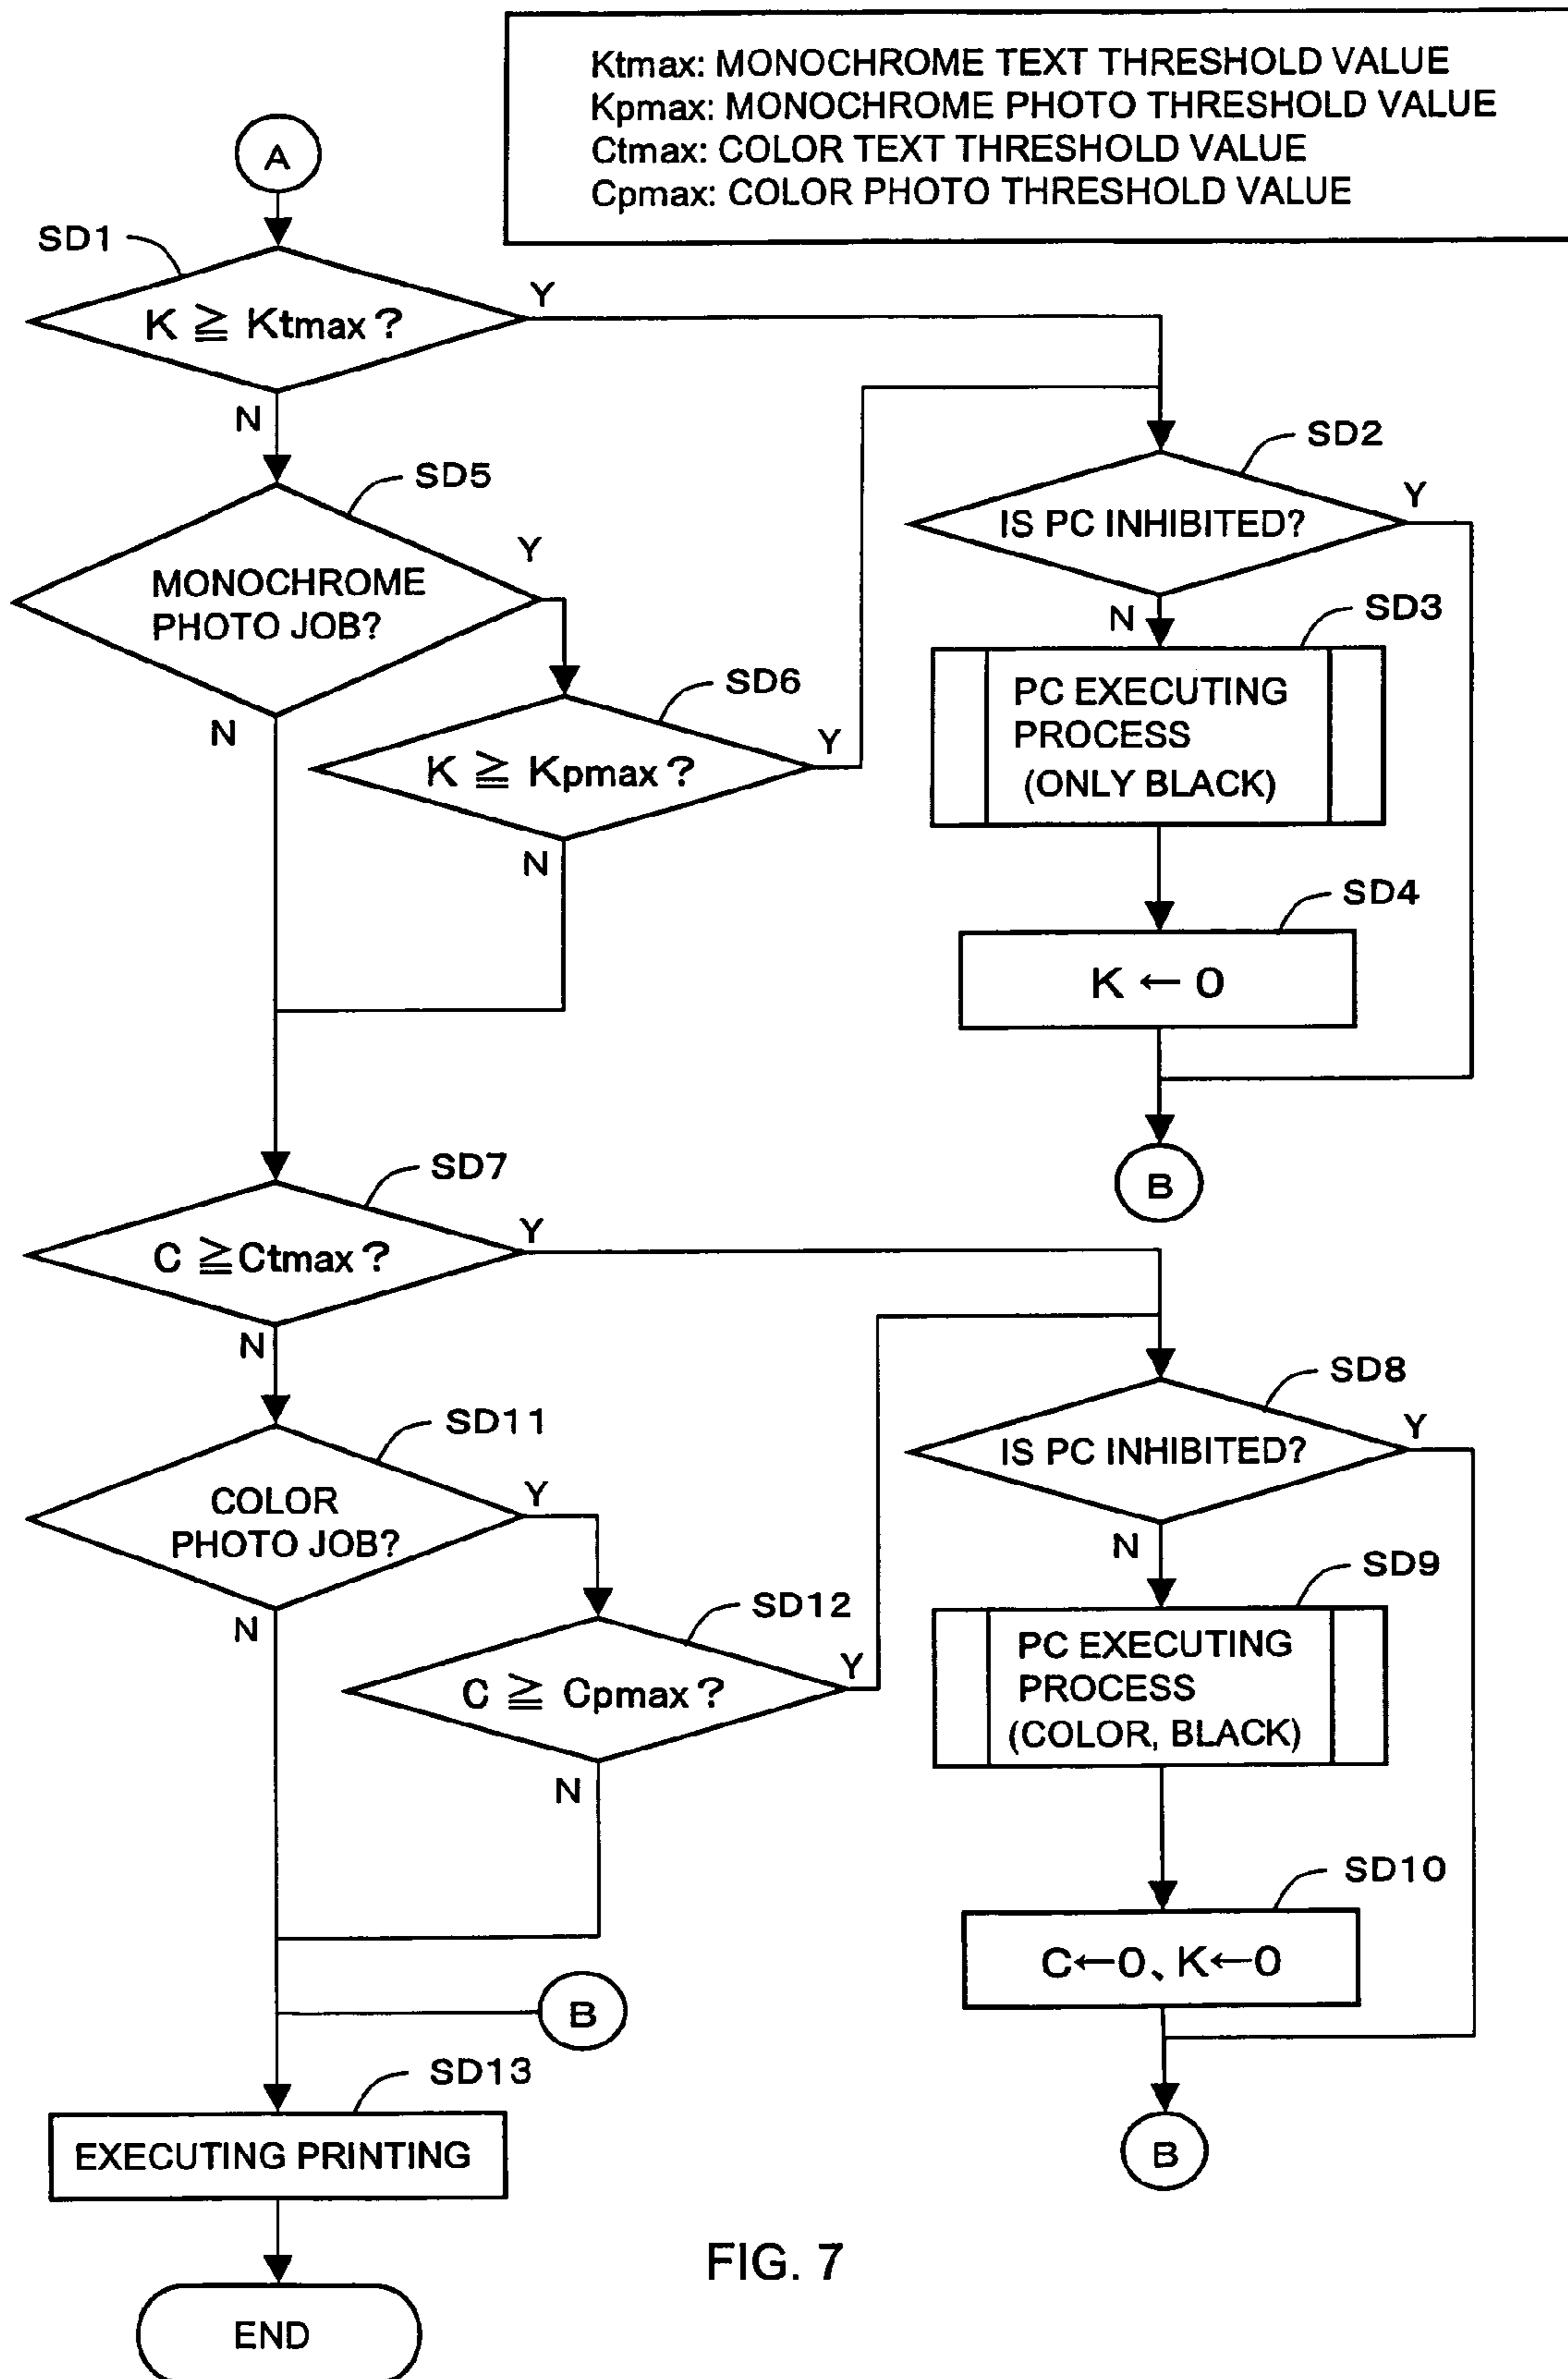 Ktmax: MONOCHROME TEXT THRESHOLD VALUE
Kpmax: MONOCHROME PHOTO THRESHOLD VALUE
Ctmax: COLOR TEXT THRESHOLD VALUE
Cpmax: COLOR PHOTO THRESHOLD VALUE
A
SD1
K ≧ Ktmax ?
Y
N
SD5
MONOCHROME
PHOTO JOB?
Y
N
SD6
K ≧ Kpmax ?
Y
N
SD2
IS PC INHIBITED?
Y
N
SD3
PC EXECUTING
PROCESS
(ONLY BLACK)
SD4
K ← 0
B
SD7
C ≧ Ctmax ?
Y
N
SD11
COLOR
PHOTO JOB?
Y
N
SD12
C ≧ Cpmax ?
Y
N
SD8
IS PC INHIBITED?
Y
N
SD9
PC EXECUTING
PROCESS
(COLOR, BLACK)
SD10
C←0、K←0
B
B
SD13
EXECUTING PRINTING
END
FIG. 7